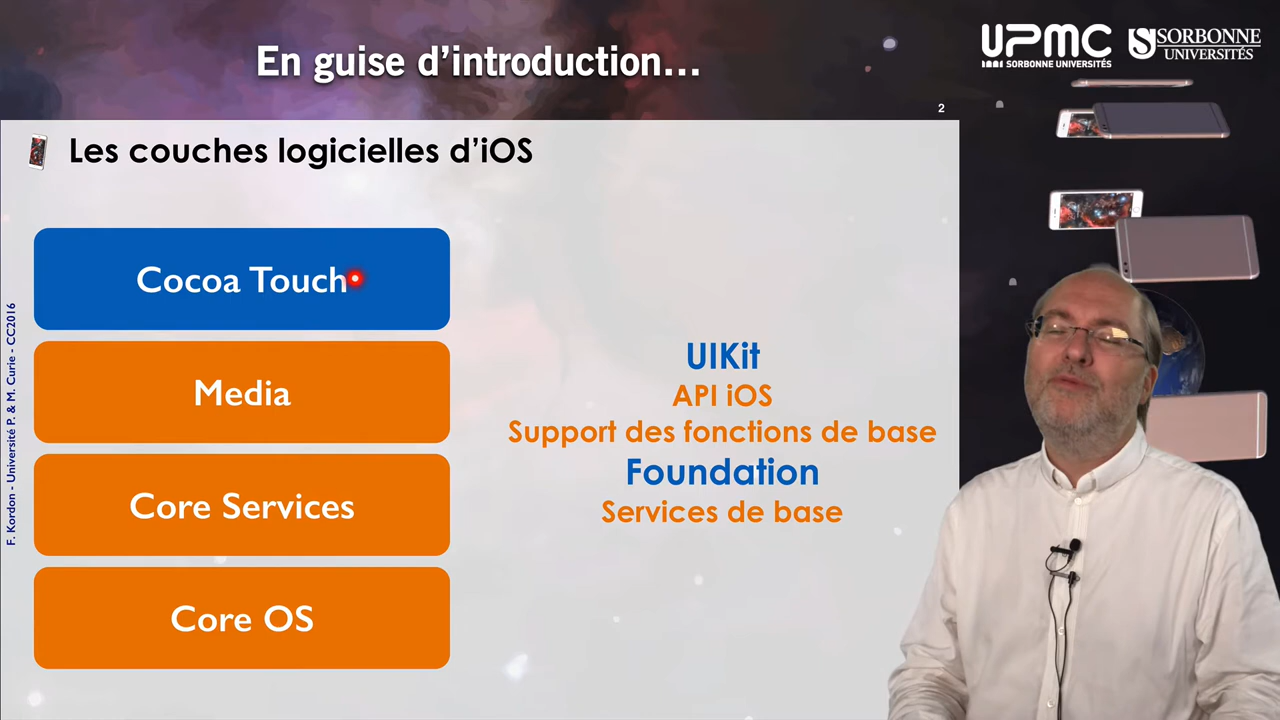 En guise d’introduction…
UPMC
SORBONNE UNIVERSITÉS
SORBONNE
UNIVERSITÉS
2
Les couches logicielles d’iOS
Cocoa Touch
Media
Core Services
Core OS
UIKit
API iOS
Support des fonctions de base
Foundation
Services de base
F. Kordon - Université P. & M. Curie - CC2016